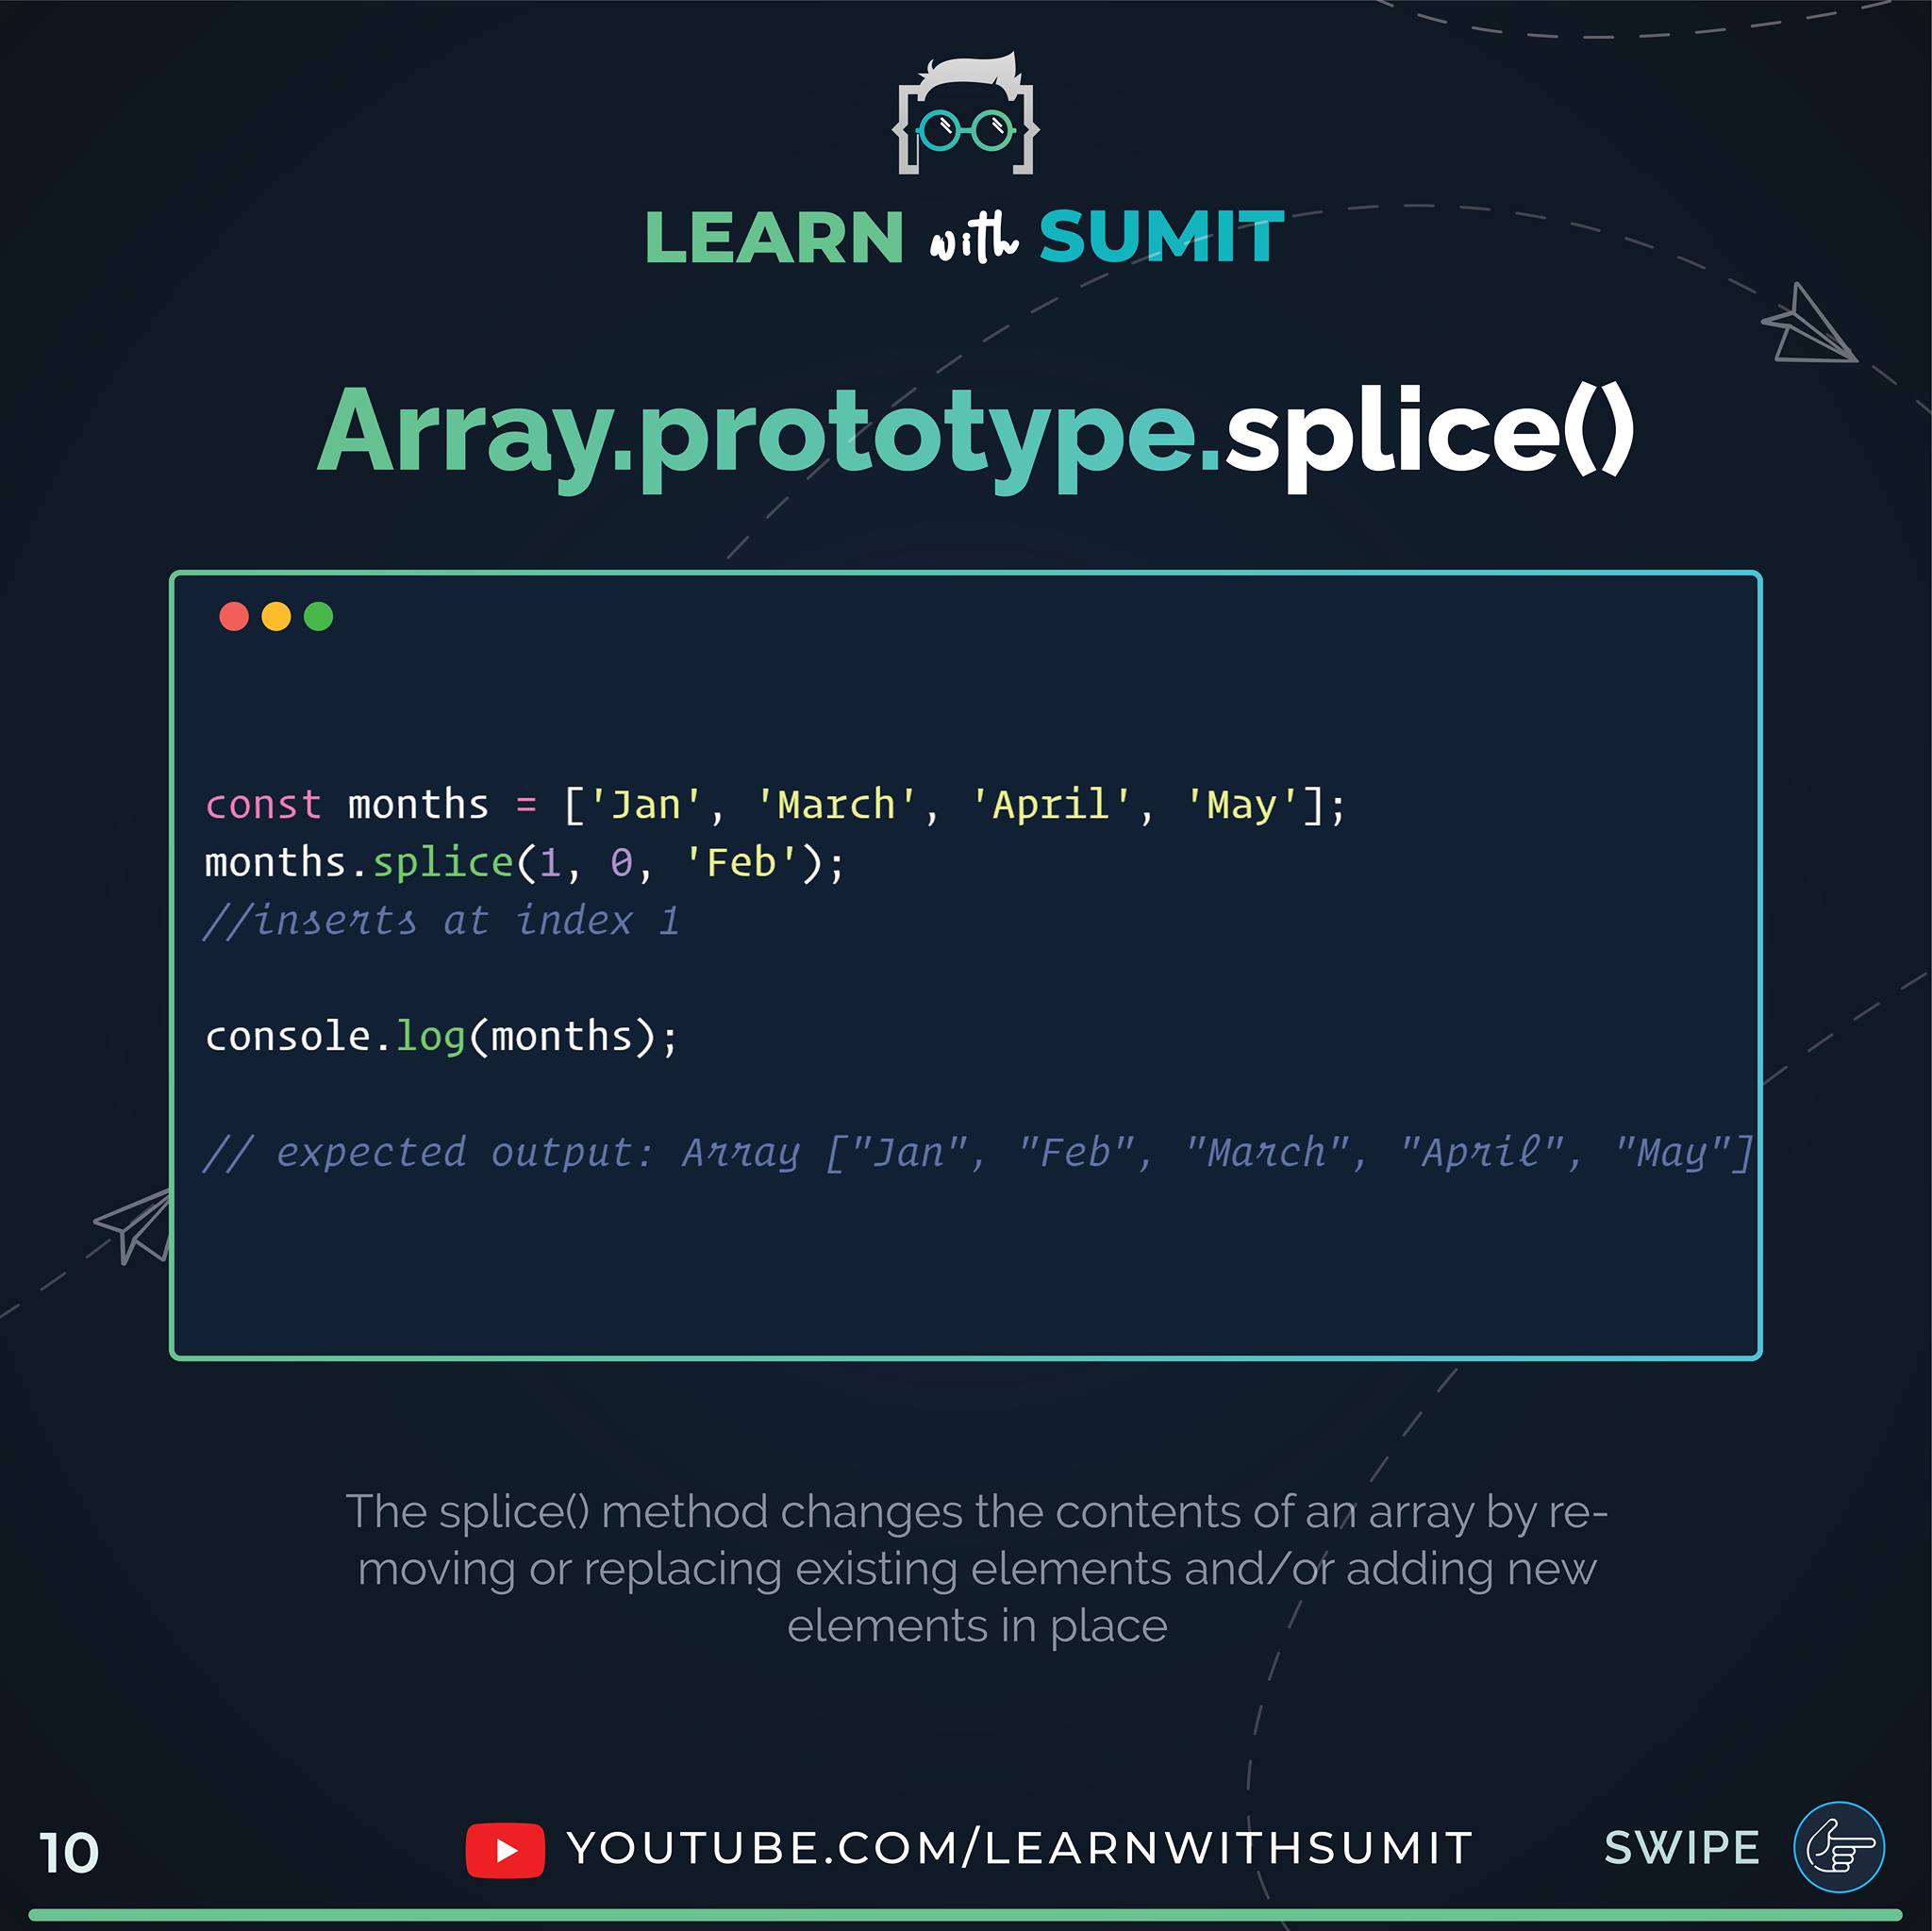 LEARN with SUMIT
Array.prototype.splice()
const months = ['Jan', 'March', 'April', 'May'];
months.splice(1, 0, 'Feb');
//inserts at index 1
console.log(months);
// expected output: Array ["Jan", "Feb", "March", "April", "May"]
The splice() method changes the contents of an array by re-
moving or replacing existing elements and/or adding new
elements in place
10
YOUTUBE.COM/LEARNWITHSUMIT
SWIPE